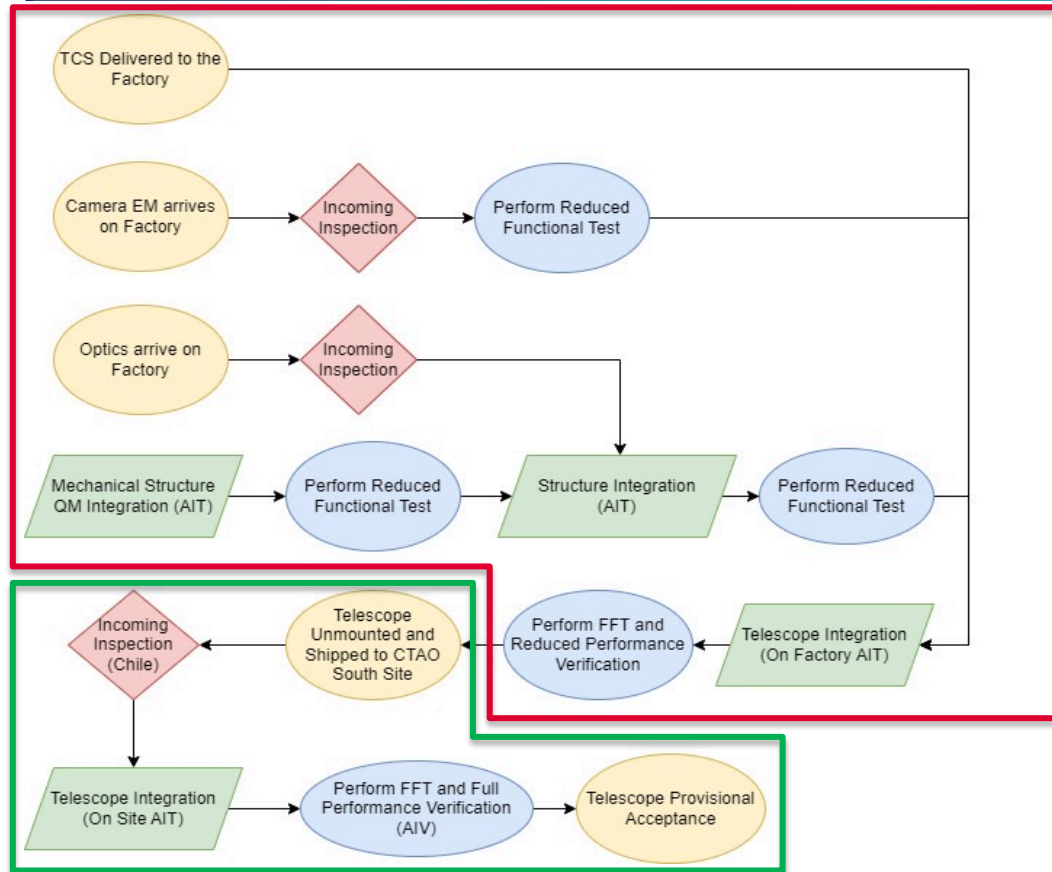 TCS Delivered to the
Factory
Camera EM arrives
on Factory
Incoming
Inspection
Perform Reduced
Functional Test
Optics arrive on
Factory
Incoming
Inspection
Mechanical Structure
QM Integration (AIT)
Perform Reduced
Functional Test
Structure Integration
(AIT)
Perform Reduced
Functional Test
Incoming
Inspection
(Chile)
Telescope
Unmounted and
Shipped to CTAO
South Site
Perform FFT and
Reduced Performance
Verification
Telescope Integration
(On Factory AIT)
Telescope Integration
(On Site AIT)
Perform FFT and Full
Performance Verification
(AIV)
Telescope Provisional
Acceptance